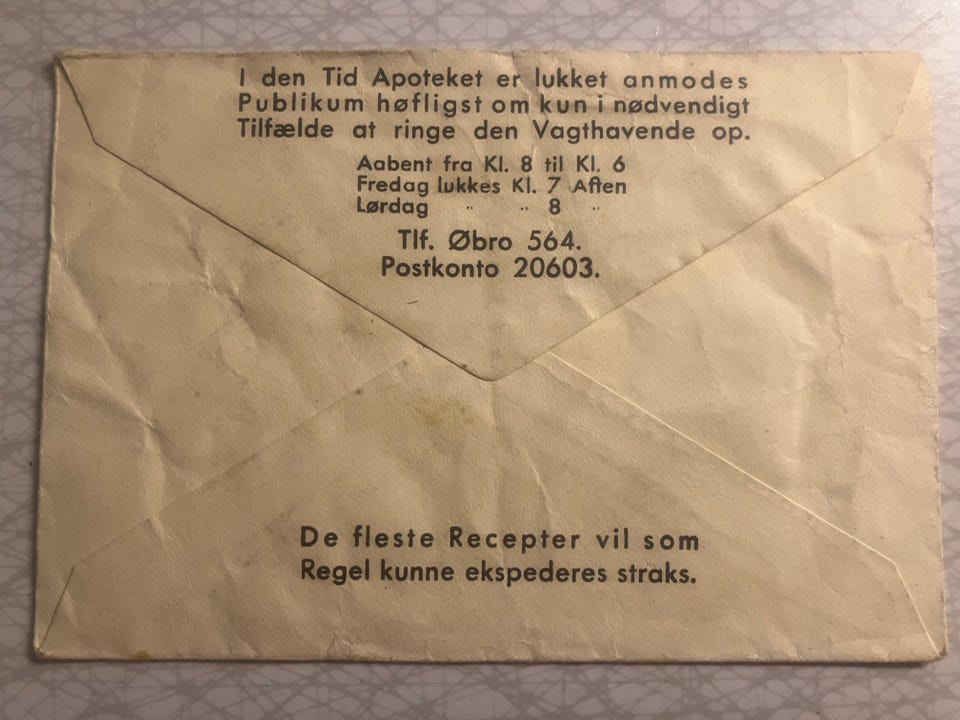 I den Tid Apoteket er lukket anmodes
Publikum høfligst om kun i nødvendigt
Tilfælde at ringe den Vagthavende op.
Aabent fra Kl. 8 til Kl. 6
Fredag lukkes Kl. 7 Aften
Lørdag " " 8 "
Tlf. Øbro 564.
Postkonto 20603.
De fleste Recepter vil som
Regel kunne ekspederes straks.